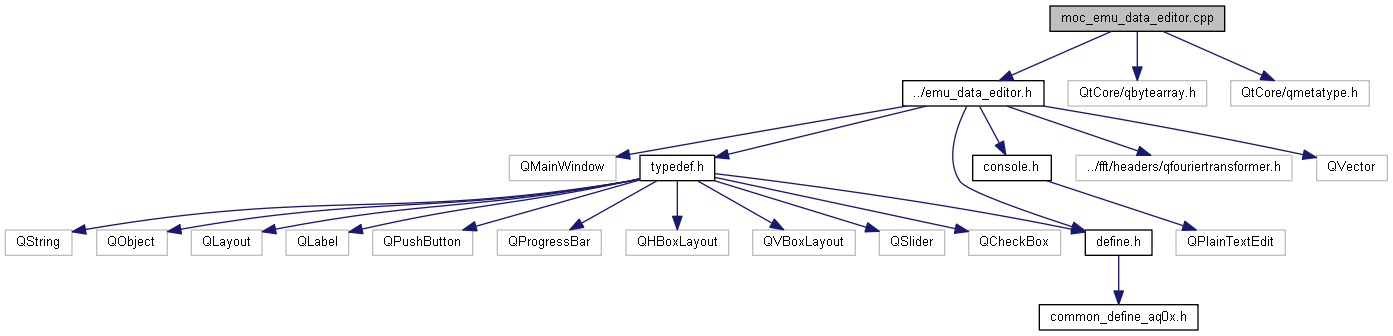 moc_emu_data_editor.cpp
../emu_data_editor.h
QtCore/qbytearray.h
QtCore/qmetatype.h
QMainWindow
typedef.h
console.h
../fft/headers/qfouriertransformer.h
QVector
QString
QObject
QLayout
QLabel
QPushButton
QProgressBar
QHBoxLayout
QVBoxLayout
QSlider
QCheckBox
define.h
QPlainTextEdit
common_define_aq0x.h